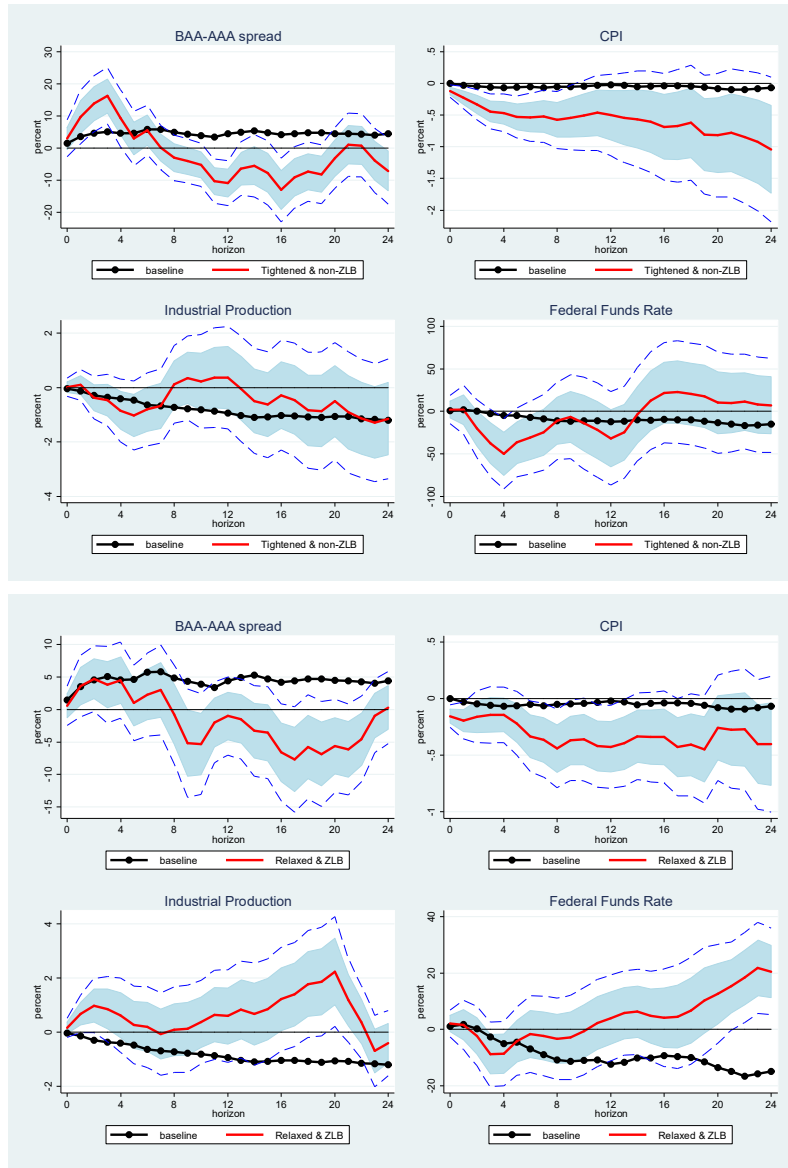 BAA-AAA spread
percent
30
20
10
0
-10
-20
0 4 8 12 16 20 24
horizon
baseline Tightened & non-ZLB
CPI
percent
.5
0
-.5
-1
-1.5
-2
0 4 8 12 16 20 24
horizon
baseline Tightened & non-ZLB
Industrial Production
percent
2
0
-2
-4
0 4 8 12 16 20 24
horizon
baseline Tightened & non-ZLB
Federal Funds Rate
percent
100
50
0
-50
-100
0 4 8 12 16 20 24
horizon
baseline Tightened & non-ZLB
BAA-AAA spread
percent
10
5
0
-5
-10
-15
0 4 8 12 16 20 24
horizon
baseline Relaxed & ZLB
CPI
percent
.5
0
-.5
-1
0 4 8 12 16 20 24
horizon
baseline Relaxed & ZLB
Industrial Production
percent
4
2
0
-2
0 4 8 12 16 20 24
horizon
baseline Relaxed & ZLB
Federal Funds Rate
percent
40
20
0
-20
0 4 8 12 16 20 24
horizon
baseline Relaxed & ZLB